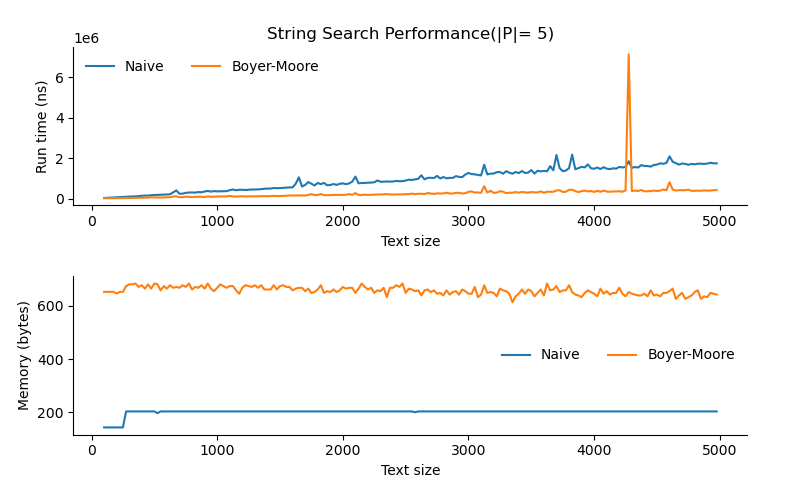 String Search Performance(|P|= 5)
1e6
Naive Boyer-Moore
6
4
2
0
Run time (ns)
0 1000 2000 3000 4000 5000
Text size
600
400
200
Memory (bytes)
Naive Boyer-Moore
0 1000 2000 3000 4000 5000
Text size